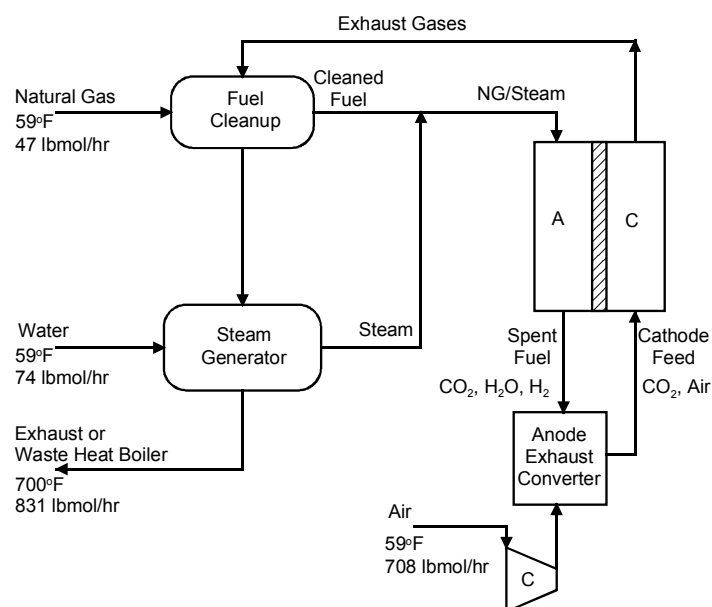 Exhaust Gases
Natural Gas
59°F
47 lbmol/hr
Fuel
Cleanup
Cleaned
Fuel
NG/Steam
A
C
Water
59°F
74 lbmol/hr
Steam
Generator
Steam
Spent
Fuel
CO₂, H₂O, H₂
Cathode
Feed
CO₂, Air
Exhaust or
Waste Heat Boiler
700°F
831 lbmol/hr
Anode
Exhaust
Converter
Air
59°F
708 lbmol/hr
C